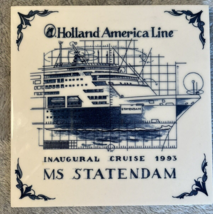 Holland America Line
INAUGURAL CRUISE 1993
MS STATENDAM